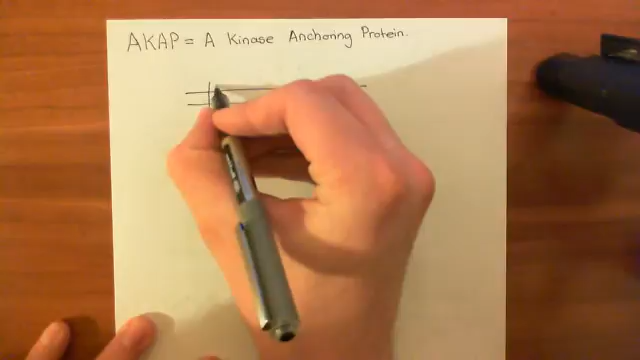 AKAP = A Kinase Anchoring Protein.